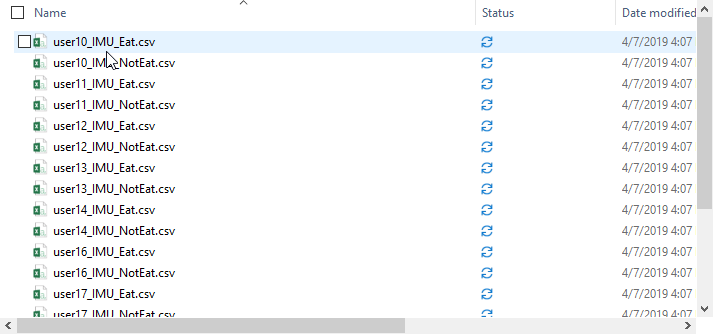 Name Status Date modified
user10_IMU_Eat.csv 4/7/2019 4:07
user10_IMU_NotEat.csv 4/7/2019 4:07
user11_IMU_Eat.csv 4/7/2019 4:07
user11_IMU_NotEat.csv 4/7/2019 4:07
user12_IMU_Eat.csv 4/7/2019 4:07
user12_IMU_NotEat.csv 4/7/2019 4:07
user13_IMU_Eat.csv 4/7/2019 4:07
user13_IMU_NotEat.csv 4/7/2019 4:07
user14_IMU_Eat.csv 4/7/2019 4:07
user14_IMU_NotEat.csv 4/7/2019 4:07
user16_IMU_Eat.csv 4/7/2019 4:07
user16_IMU_NotEat.csv 4/7/2019 4:07
user17_IMU_Eat.csv 4/7/2019 4:07
user17_IMU_NotEat.csv 4/7/2019 4:07